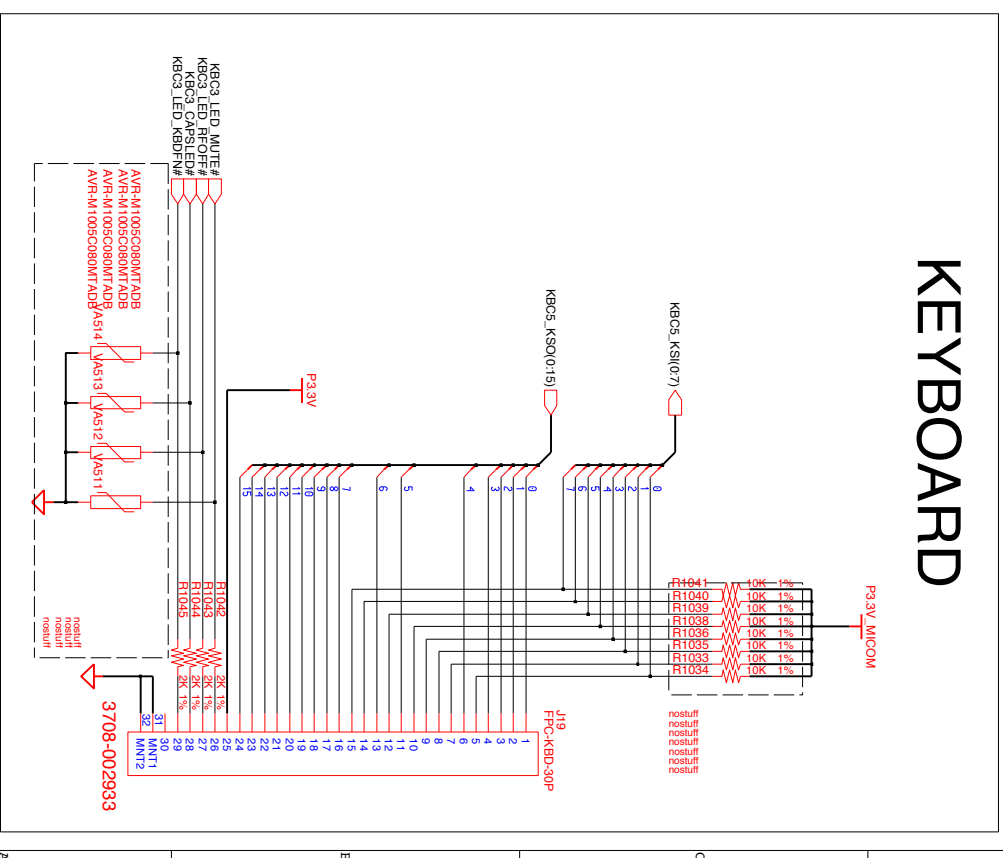 KEYBOARD
P3.3V_MICOM
R1041 10K 1%
R1040 10K 1%
R1039 10K 1%
R1038 10K 1%
R1036 10K 1%
R1035 10K 1%
R1033 10K 1%
R1034 10K 1%
nostuff
nostuff
nostuff
nostuff
nostuff
nostuff
nostuff
KBC5_KSI(0:7)
0
1
2
3
4
5
6
7
KBC5_KSO(0:15)
0
1
2
3
4
5
6
7
8
9
10
11
12
13
14
15
J19
FPC-KBD-30P
1
2
3
4
5
6
7
8
9
10
11
12
13
14
15
16
17
18
19
20
21
22
23
24
25
26
27
28
29
30
31 MNT1
32 MNT2
3708-002933
P3.3V
KBC3_LED_MUTE#
KBC3_LED_RFOFF#
KBC3_CAPSLED#
KBC3_LED_KBDFN#
R1042 2K 1%
R1043 2K 1%
R1044 2K 1%
R1045 2K 1%
AVR-M1005C080MTADB
AVR-M1005C080MTADB
AVR-M1005C080MTADB
AVR-M1005C080MTADB
VA514
VA513
VA512
VA511
nostuff
nostuff
nostuff
nostuff